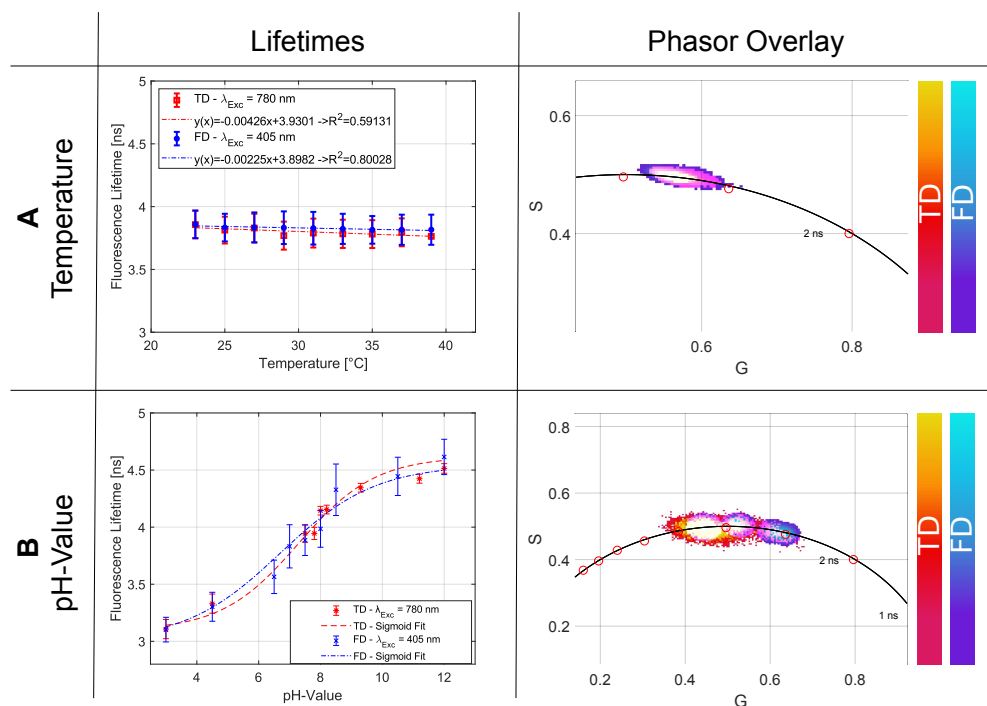 Lifetimes
Phasor Overlay
A
Temperature
5
4.5
4
3.5
3
20
25
30
35
40
Fluorescence Lifetime [ns]
Temperature [°C]
TD - λExc = 780 nm
y(x)=-0.00426x+3.9301 ->R²=0.59131
FD - λExc = 405 nm
y(x)=-0.00225x+3.8982 ->R²=0.80028
0.6
0.4
S
2 ns
0.6
0.8
G
TD
FD
B
pH-Value
5
4.5
4
3.5
3
4
6
8
10
12
Fluorescence Lifetime [ns]
pH-Value
TD - λExc = 780 nm
TD - Sigmoid Fit
FD - λExc = 405 nm
FD - Sigmoid Fit
0.8
0.6
0.4
0.2
S
2 ns
1 ns
0.2
0.4
0.6
0.8
G
TD
FD